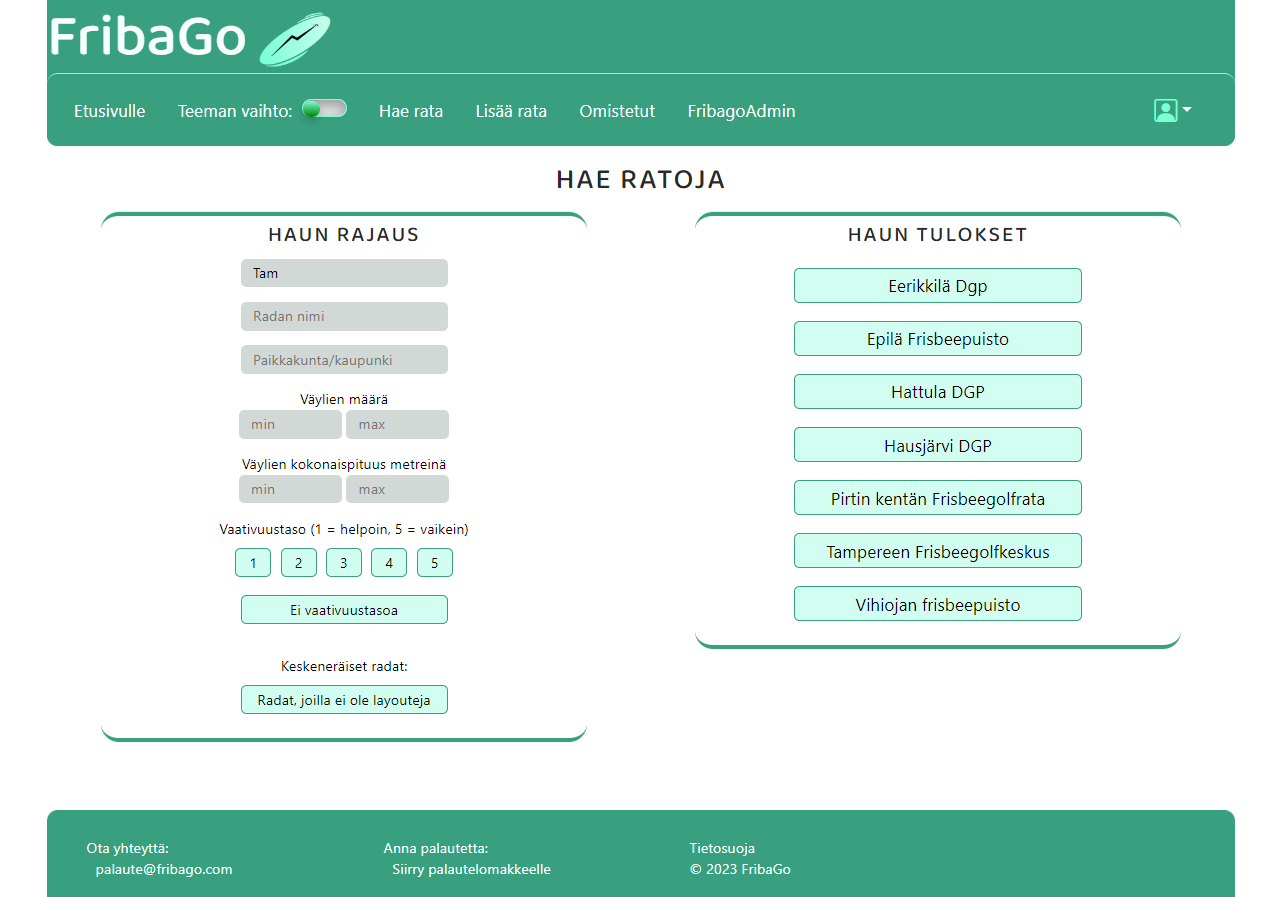 FribaGo
Etusivulle Teeman vaihto: Hae rata Lisää rata Omistetut FribagoAdmin
HAE RATOJA
HAUN RAJAUS
Tam
Radan nimi
Paikkakunta/kaupunki
Väylien määrä
min max
Väylien kokonaispituus metreinä
min max
Vaativuustaso (1 = helpoin, 5 = vaikein)
1 2 3 4 5
Ei vaativuustasoa
Keskeneräiset radat:
Radat, joilla ei ole layouteja
HAUN TULOKSET
Eerikkilä Dgp
Epilä Frisbeepuisto
Hattula DGP
Hausjärvi DGP
Pirtin kentän Frisbeegolfrata
Tampereen Frisbeegolfkeskus
Vihiojan frisbeepuisto
Ota yhteyttä:
palaute@fribago.com
Anna palautetta:
Siirry palautelomakkeelle
Tietosuoja
© 2023 FribaGo